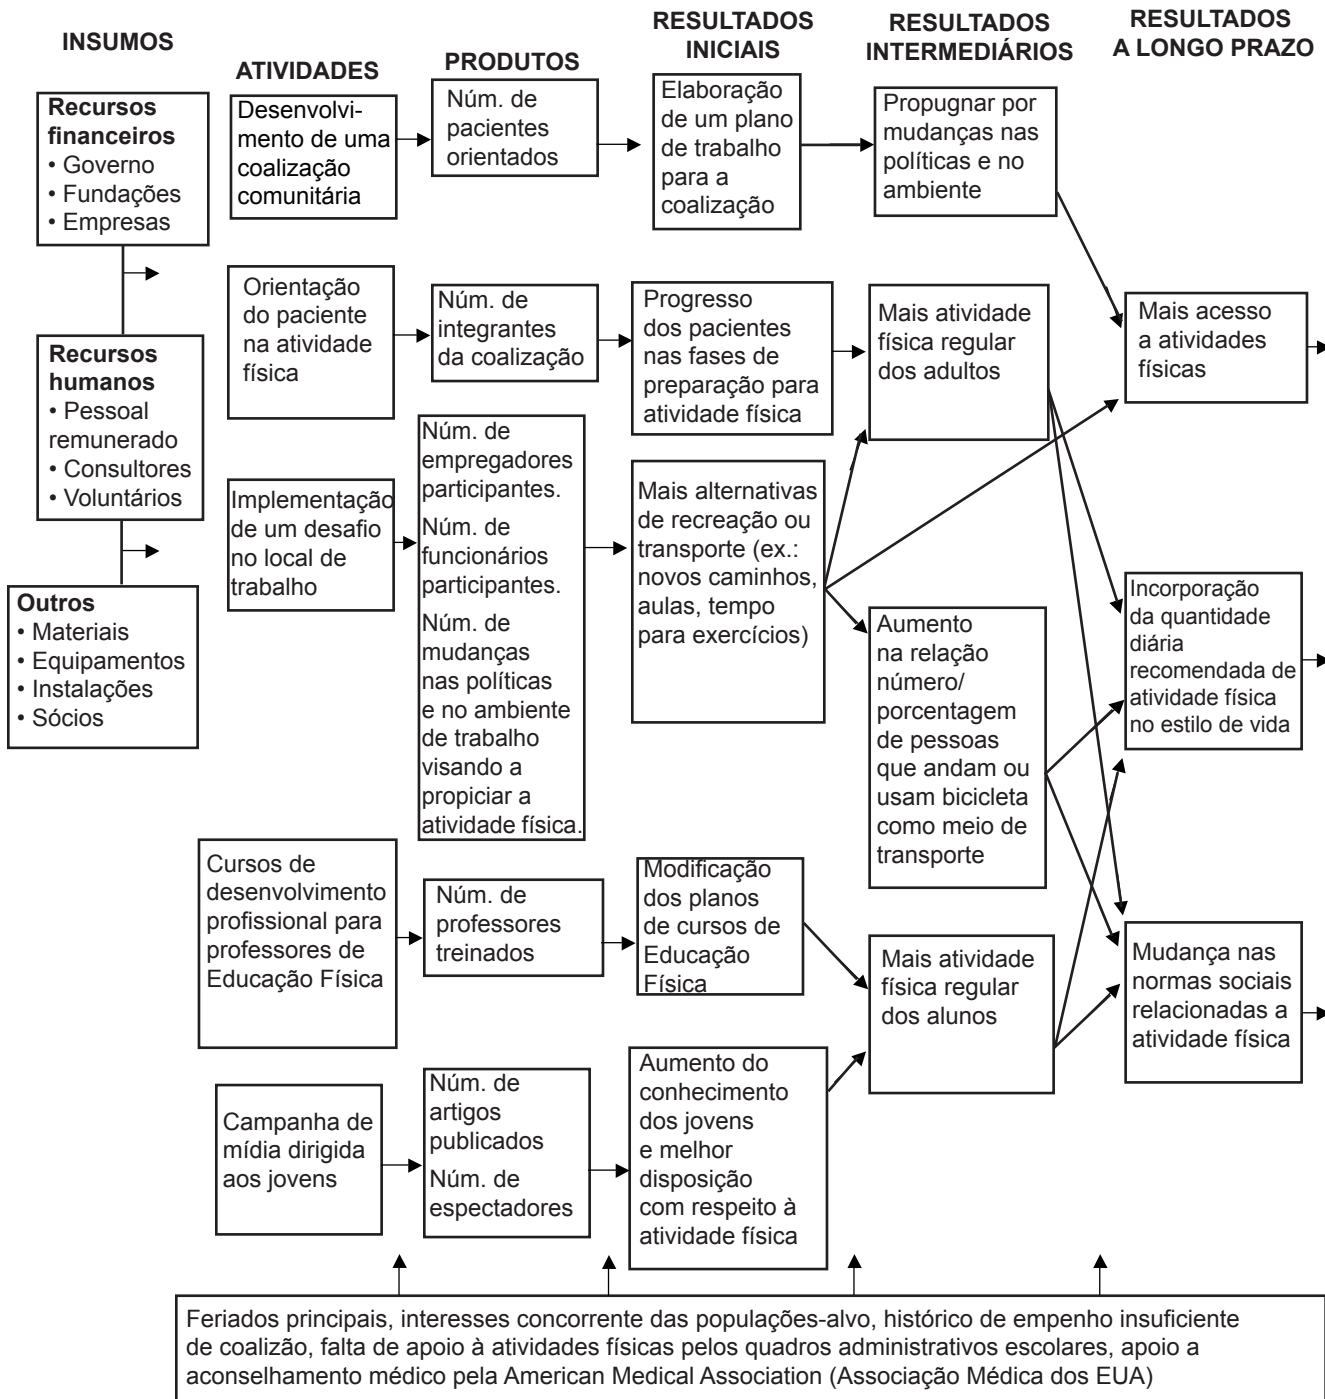 INSUMOS
Recursos
financeiros
• Governo
• Fundações
• Empresas
Recursos
humanos
• Pessoal
remunerado
• Consultores
• Voluntários
Outros
• Materiais
• Equipamentos
• Instalações
• Sócios
ATIVIDADES
Desenvolvi-
mento de uma
coalização
comunitária
Orientação
do paciente
na atividade
física
Implementação
de um desafio
no local de
trabalho
Cursos de
desenvolvimento
profissional para
professores de
Educação Física
Campanha de
mídia dirigida
aos jovens
PRODUTOS
Núm. de
pacientes
orientados
Núm. de
integrantes
da coalização
Núm. de
empregadores
participantes.
Núm. de
funcionários
participantes.
Núm. de
mudanças
nas políticas
e no ambiente
de trabalho
visando a
propiciar a
atividade física.
Núm. de
professores
treinados
Núm. de
artigos
publicados
Núm. de
espectadores
RESULTADOS
INICIAIS
Elaboração
de um plano
de trabalho
para a
coalização
Progresso
dos pacientes
nas fases de
preparação para
atividade física
Mais alternativas
de recreação ou
transporte (ex.:
novos caminhos,
aulas, tempo
para exercícios)
Modificação
dos planos
de cursos de
Educação
Física
Aumento do
conhecimento
dos jovens
e melhor
disposição
com respeito à
atividade física
RESULTADOS
INTERMEDIÁRIOS
Propugnar por
mudanças nas
políticas e no
ambiente
Mais atividade
física regular
dos adultos
Aumento
na relação
número/
porcentagem
de pessoas
que andam ou
usam bicicleta
como meio de
transporte
Mais atividade
física regular
dos alunos
RESULTADOS
A LONGO PRAZO
Mais acesso
a atividades
físicas
Incorporação
da quantidade
diária
recomendada de
atividade física
no estilo de vida
Mudança nas
normas sociais
relacionadas a
atividade física
Feriados principais, interesses concorrente das populações-alvo, histórico de empenho insuficiente
de coalizão, falta de apoio à atividades físicas pelos quadros administrativos escolares, apoio a
aconselhamento médico pela American Medical Association (Associação Médica dos EUA)